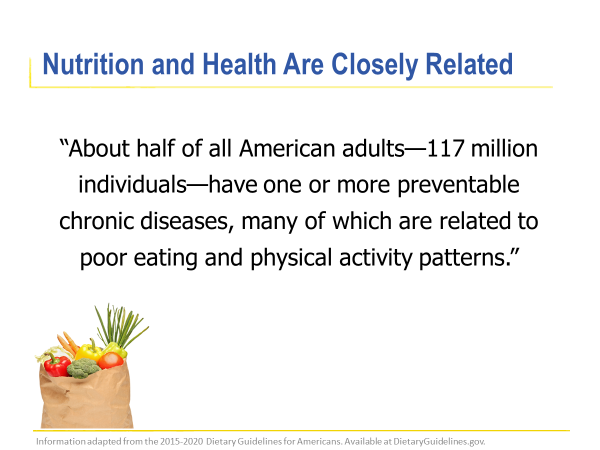 Nutrition and Health Are Closely Related
“About half of all American adults—117 million
individuals—have one or more preventable
chronic diseases, many of which are related to
poor eating and physical activity patterns.”
Information adapted from the 2015-2020 Dietary Guidelines for Americans. Available at DietaryGuidelines.gov.